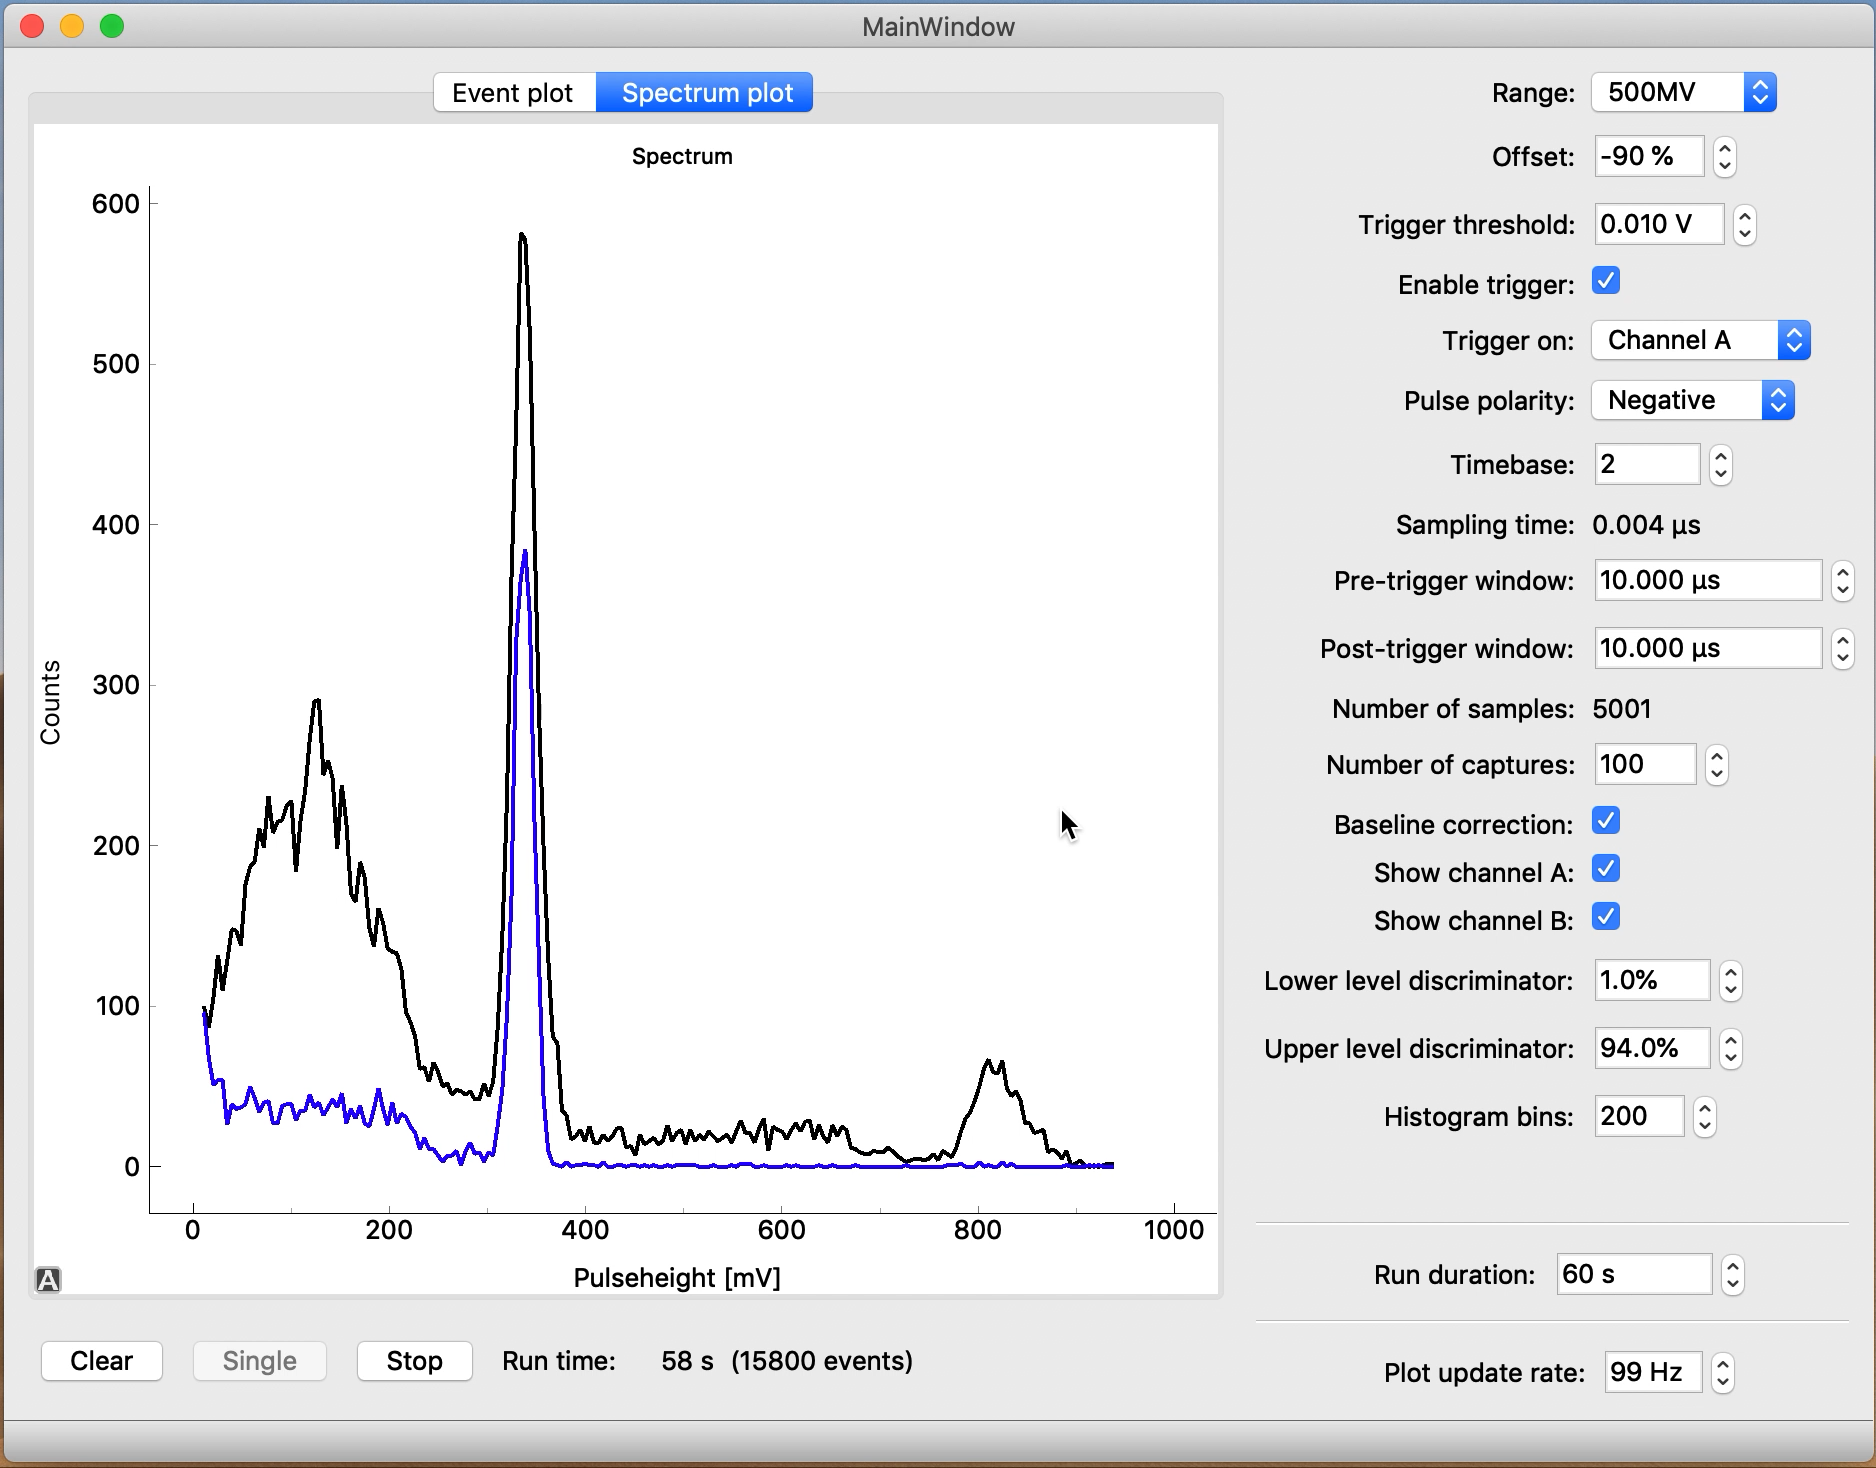 MainWindow
Event plot Spectrum plot
Spectrum
600
500
400
300
200
100
0
Counts
0 200 400 600 800 1000
Pulseheight [mV]
A
Clear Single Stop Run time: 58 s (15800 events)
Range: 500MV
Offset: -90 %
Trigger threshold: 0.010 V
Enable trigger:
Trigger on: Channel A
Pulse polarity: Negative
Timebase: 2
Sampling time: 0.004 µs
Pre-trigger window: 10.000 µs
Post-trigger window: 10.000 µs
Number of samples: 5001
Number of captures: 100
Baseline correction:
Show channel A:
Show channel B:
Lower level discriminator: 1.0%
Upper level discriminator: 94.0%
Histogram bins: 200
Run duration: 60 s
Plot update rate: 99 Hz